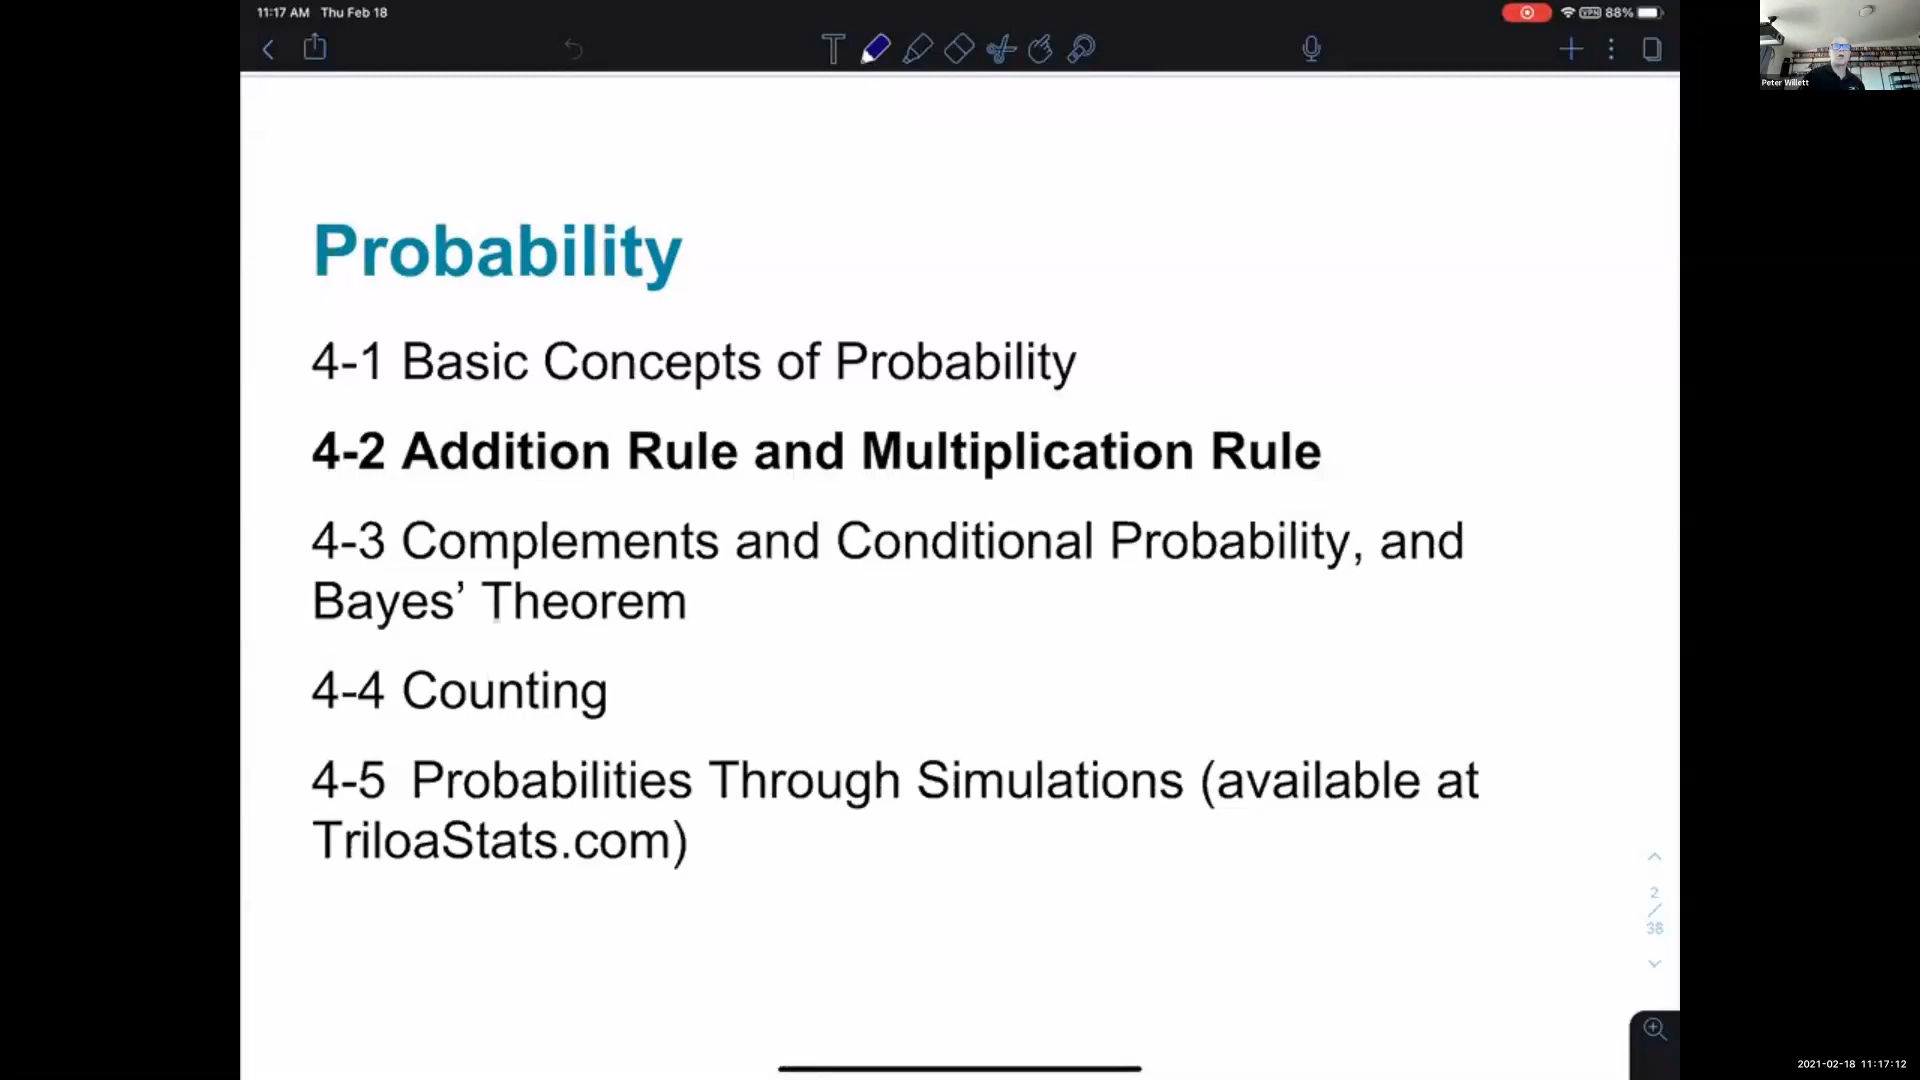 11:17 AM Thu Feb 18
VPN 88%
Peter Willett
Probability
4-1 Basic Concepts of Probability
4-2 Addition Rule and Multiplication Rule
4-3 Complements and Conditional Probability, and
Bayes’ Theorem
4-4 Counting
4-5 Probabilities Through Simulations (available at
TriloaStats.com)
2
/
38
2021-02-18 11:17:12